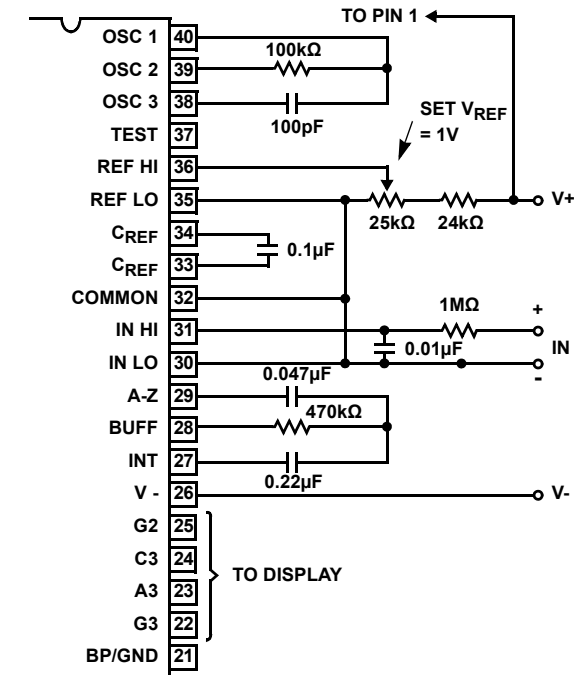 TO PIN 1
OSC 1 40
100kΩ
OSC 2 39
OSC 3 38
100pF
SET VREF
= 1V
TEST 37
REF HI 36
REF LO 35
V+
25kΩ 24kΩ
CREF 34
0.1µF
CREF 33
COMMON 32
1MΩ
+
IN HI 31
0.01µF
IN
IN LO 30
-
0.047µF
A-Z 29
470kΩ
BUFF 28
INT 27
0.22µF
V - 26
V-
G2 25
C3 24
TO DISPLAY
A3 23
G3 22
BP/GND 21